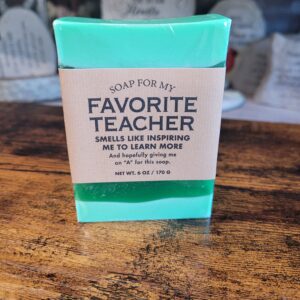 SOAP FOR MY
FAVORITE
TEACHER
SMELLS LIKE INSPIRING
ME TO LEARN MORE
And hopefully giving me
an "A" for this soap.
NET WT. 6 OZ / 170 G